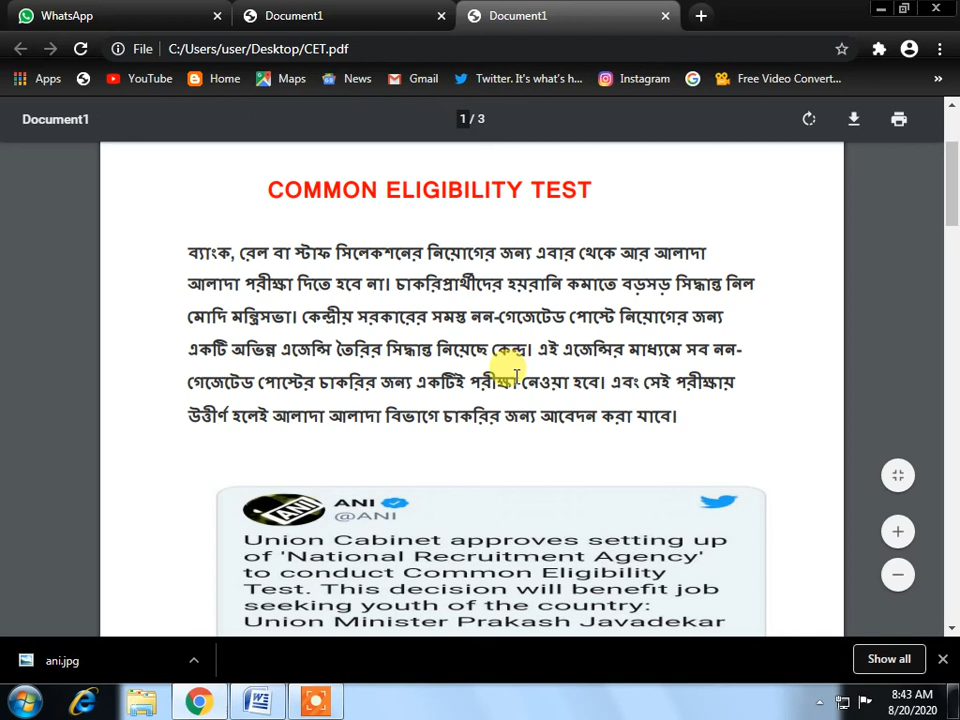 WhatsApp
Document1
Document1
File
C:/Users/user/Desktop/CET.pdf
Apps
YouTube
Home
Maps
News
Gmail
Twitter. It's what's h...
Instagram
Free Video Convert...
»
Document1
1 / 3
COMMON ELIGIBILITY TEST
ব্যাংক, রেল বা স্টাফ সিলেকশনের নিয়োগের জন্য এবার থেকে আর আলাদা
আলাদা পরীক্ষা দিতে হবে না। চাকরিপ্রার্থীদের হয়রানি কমাতে বড়সড় সিদ্ধান্ত নিল
মোদি মন্ত্রিসভা। কেন্দ্রীয় সরকারের সমস্ত নন-গেজেটেড পোস্টে নিয়োগের জন্য
একটি অভিন্ন এজেন্সি তৈরির সিদ্ধান্ত নিয়েছে কেন্দ্র। এই এজেন্সির মাধ্যমে সব নন-
গেজেটেড পোস্টের চাকরির জন্য একটিই পরীক্ষা নেওয়া হবে। এবং সেই পরীক্ষায়
উত্তীর্ণ হলেই আলাদা আলাদা বিভাগে চাকরির জন্য আবেদন করা যাবে।
ANI
ANI
@ANI
Union Cabinet approves setting up
of 'National Recruitment Agency'
to conduct Common Eligibility
Test. This decision will benefit job
seeking youth of the country:
Union Minister Prakash Javadekar
ani.jpg
Show all
8:43 AM
8/20/2020